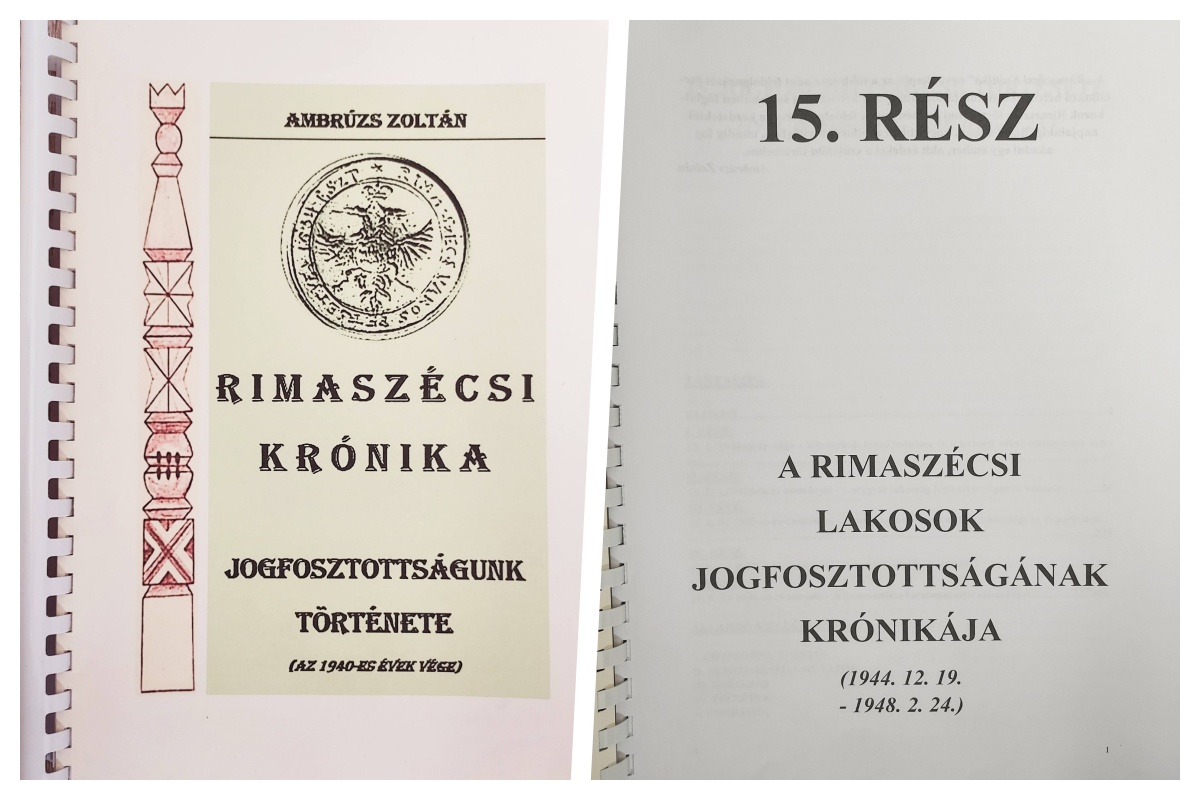 AMBRÚZS ZOLTÁN
RIMASZÉCSI
KRÓNIKA
JOGFOSZTOTTSÁGUNK
TÖRTÉNETE
(AZ 1940-ES ÉVEK VÉGE)
15. RÉSZ
A RIMASZÉCSI
LAKOSOK
JOGFOSZTOTTSÁGÁNAK
KRÓNIKÁJA
(1944. 12. 19.
- 1948. 2. 24.)
1